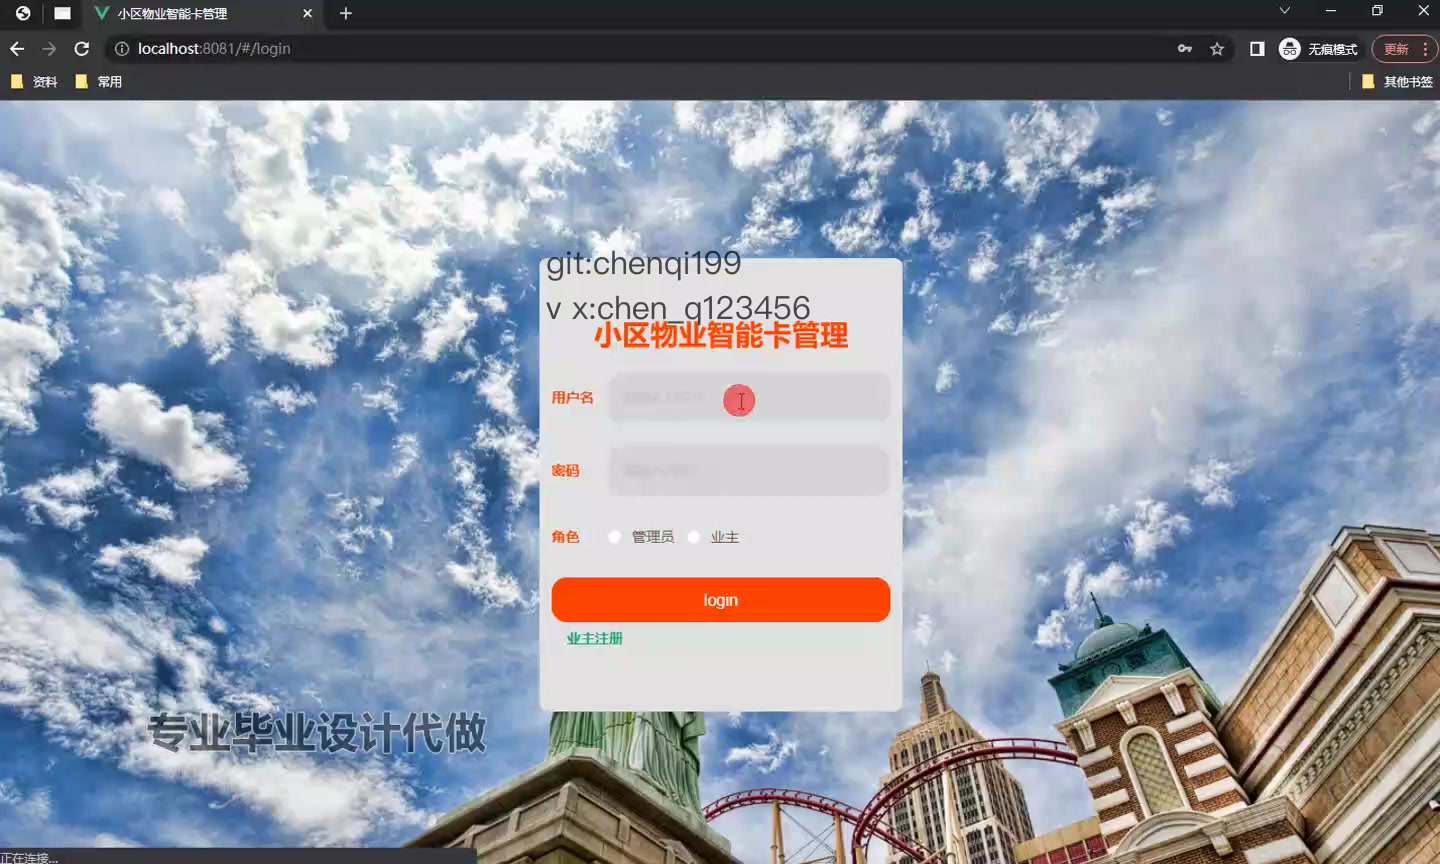 小区物业智能卡管理
localhost:8081/#/login
无痕模式
更新
资料
常用
其他书签
git:chenqi199
v x:chen_q123456
小区物业智能卡管理
用户名
密码
角色
管理员
业主
login
业主注册
专业毕业设计代做
正在连接...